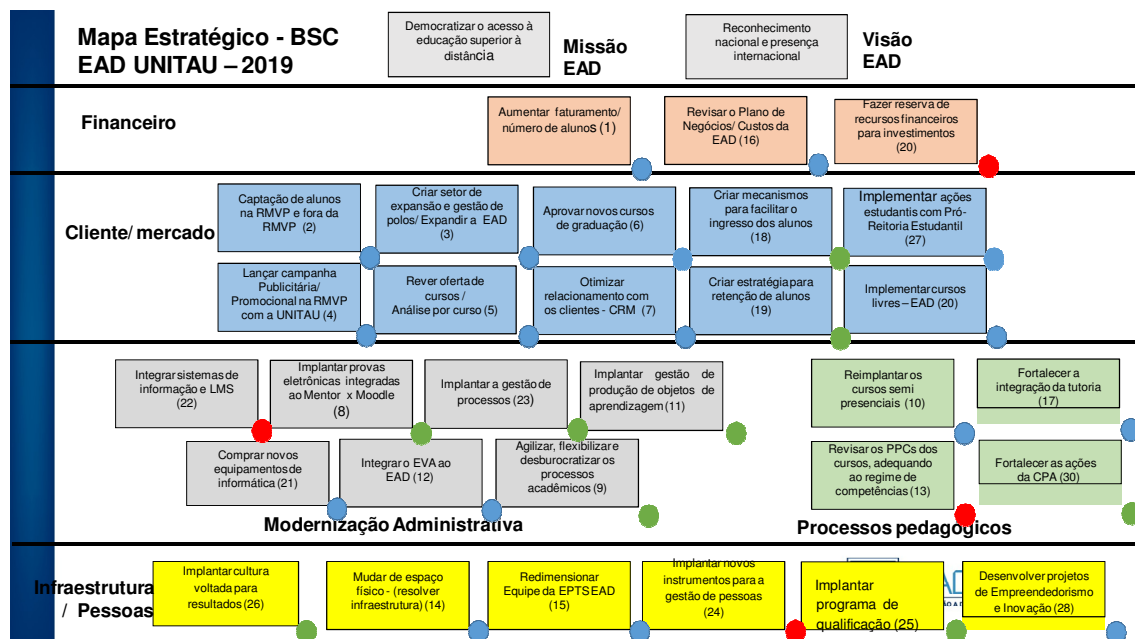 Mapa Estratégico - BSC
EAD UNITAU – 2019
Democratizar o acesso à
educação superior à
distância
Missão
EAD
Reconhecimento
nacional e presença
internacional
Visão
EAD
Financeiro
Aumentar faturamento/
número de alunos (1)
Revisar o Plano de
Negócios/ Custos da
EAD (16)
Fazer reserva de
recursos financeiros
para investimentos
(20)
Cliente/ mercado
Captação de alunos
na RMVP e fora da
RMVP (2)
Criar setor de
expansão e gestão de
polos/ Expandir a EAD
(3)
Aprovar novos cursos
de graduação (6)
Criar mecanismos
para facilitar o
ingresso dos alunos
(18)
Implementar ações
estudantis com Pró-
Reitoria Estudantil
(27)
Lançar campanha
Publicitária/
Promocional na RMVP
com a UNITAU (4)
Rever oferta de
cursos /
Análise por curso (5)
Otimizar
relacionamento com
os clientes - CRM (7)
Criar estratégia para
retenção de alunos
(19)
Implementar cursos
livres – EAD (20)
Integrar sistemas de
informação e LMS
(22)
Implantar provas
eletrônicas integradas
ao Mentor x Moodle
(8)
Implantar a gestão de
processos (23)
Implantar gestão de
produção de objetos de
aprendizagem (11)
Reimplantar os
cursos semi
presenciais (10)
Fortalecer a
integração da tutoria
(17)
Comprar novos
equipamentos de
informática (21)
Integrar o EVA ao
EAD (12)
Agilizar, flexibilizar e
desburocratizar os
processos
acadêmicos (9)
Revisar os PPCs dos
cursos, adequando
ao regime de
competências (13)
Fortalecer as ações
da CPA (30)
Modernização Administrativa
Processos pedagógicos
Infraestrutura
/ Pessoas
Implantar cultura
voltada para
resultados (26)
Mudar de espaço
físico - (resolver
infraestrutura) (14)
Redimensionar
Equipe da EPTS EAD
(15)
Implantar novos
instrumentos para a
gestão de pessoas
(24)
Implantar
programa de
qualificação (25)
Desenvolver projetos
de Empreendedorismo
e Inovação (28)